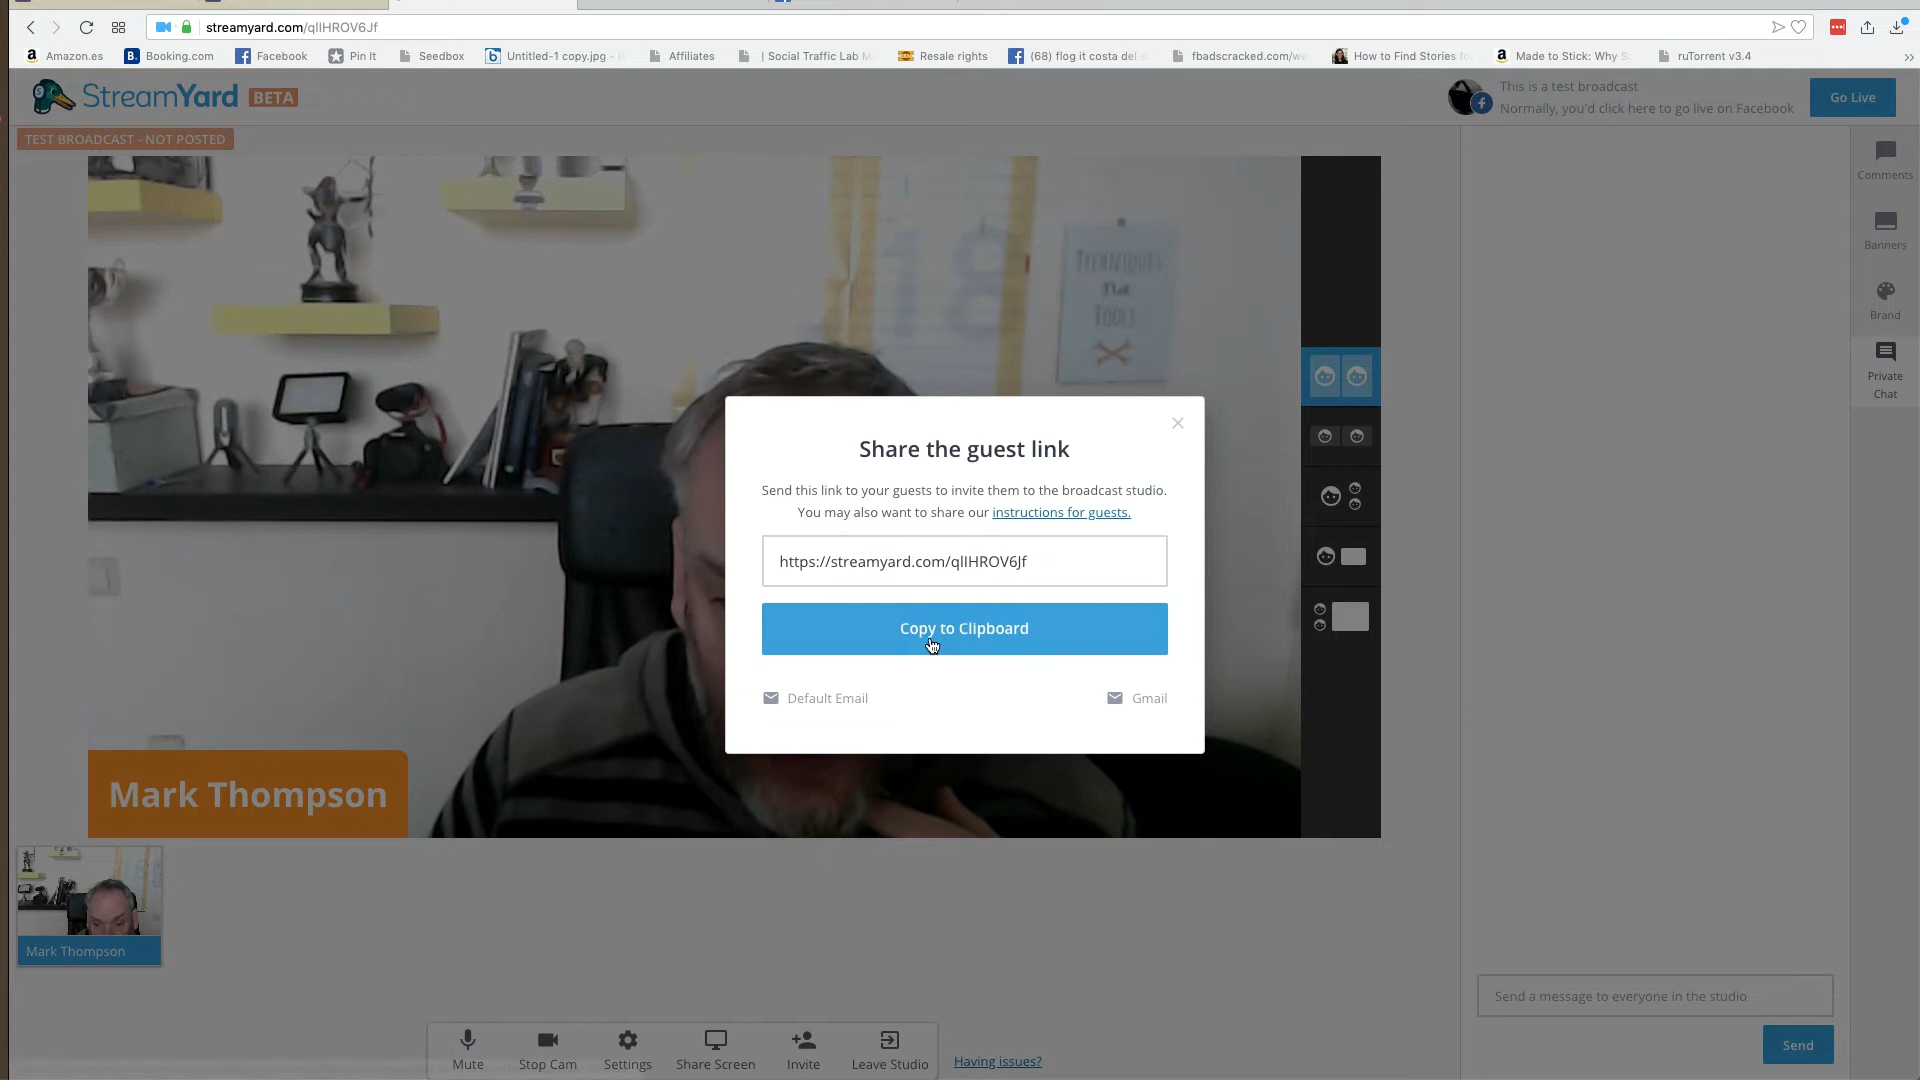 streamyard.com/qlIHROV6Jf
Amazon.es
Booking.com
Facebook
Pin It
Seedbox
Untitled-1 copy.jpg -
Affiliates
| Social Traffic Lab
Resale rights
(68) flog it costa del
fbadscracked.com/we
How to Find Stories fo
Made to Stick: Why S
ruTorrent v3.4
StreamYard BETA
This is a test broadcast
Normally, you'd click here to go live on Facebook
Go Live
TEST BROADCAST - NOT POSTED
Comments
Banners
Brand
Private
Chat
18
TECHNIQUES
That
TOOLS
Share the guest link
Send this link to your guests to invite them to the broadcast studio.
You may also want to share our instructions for guests.
https://streamyard.com/qlIHROV6Jf
Copy to Clipboard
Default Email
Gmail
Mark Thompson
Mark Thompson
Send a message to everyone in the studio
Send
Mute
Stop Cam
Settings
Share Screen
Invite
Leave Studio
Having issues?